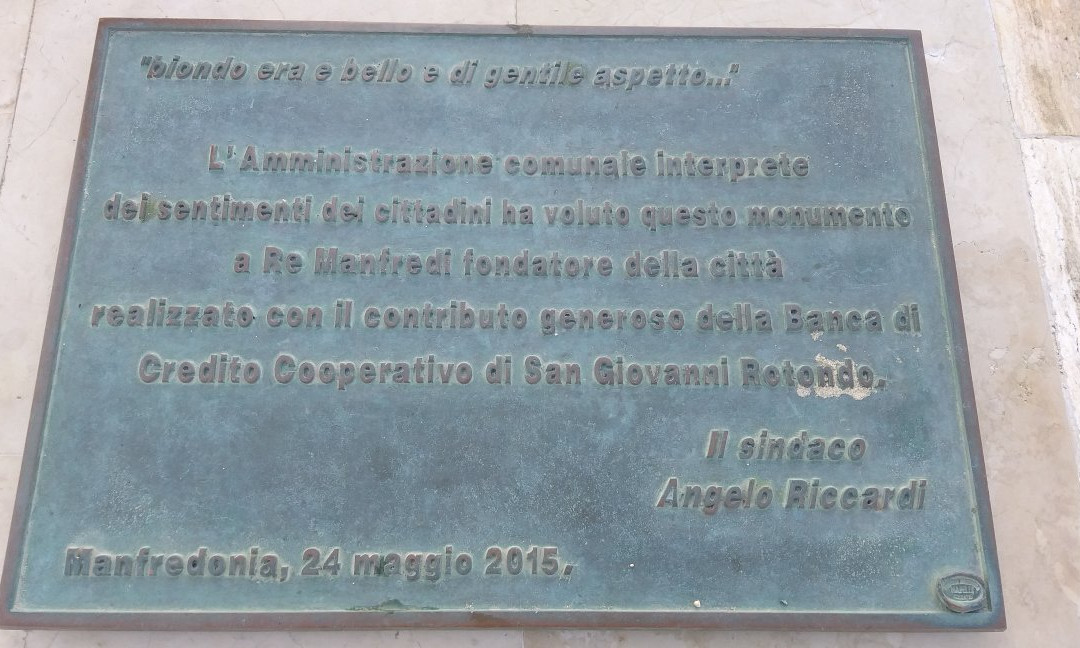 "biondo era e bello e di gentile aspetto..."
L'Amministrazione comunale interprete
dei sentimenti dei cittadini ha voluto questo monumento
a Re Manfredi fondatore della città
realizzato con il contributo generoso della Banca di
Credito Cooperativo di San Giovanni Rotondo.
Il sindaco
Angelo Riccardi
Manfredonia, 24 maggio 2015.